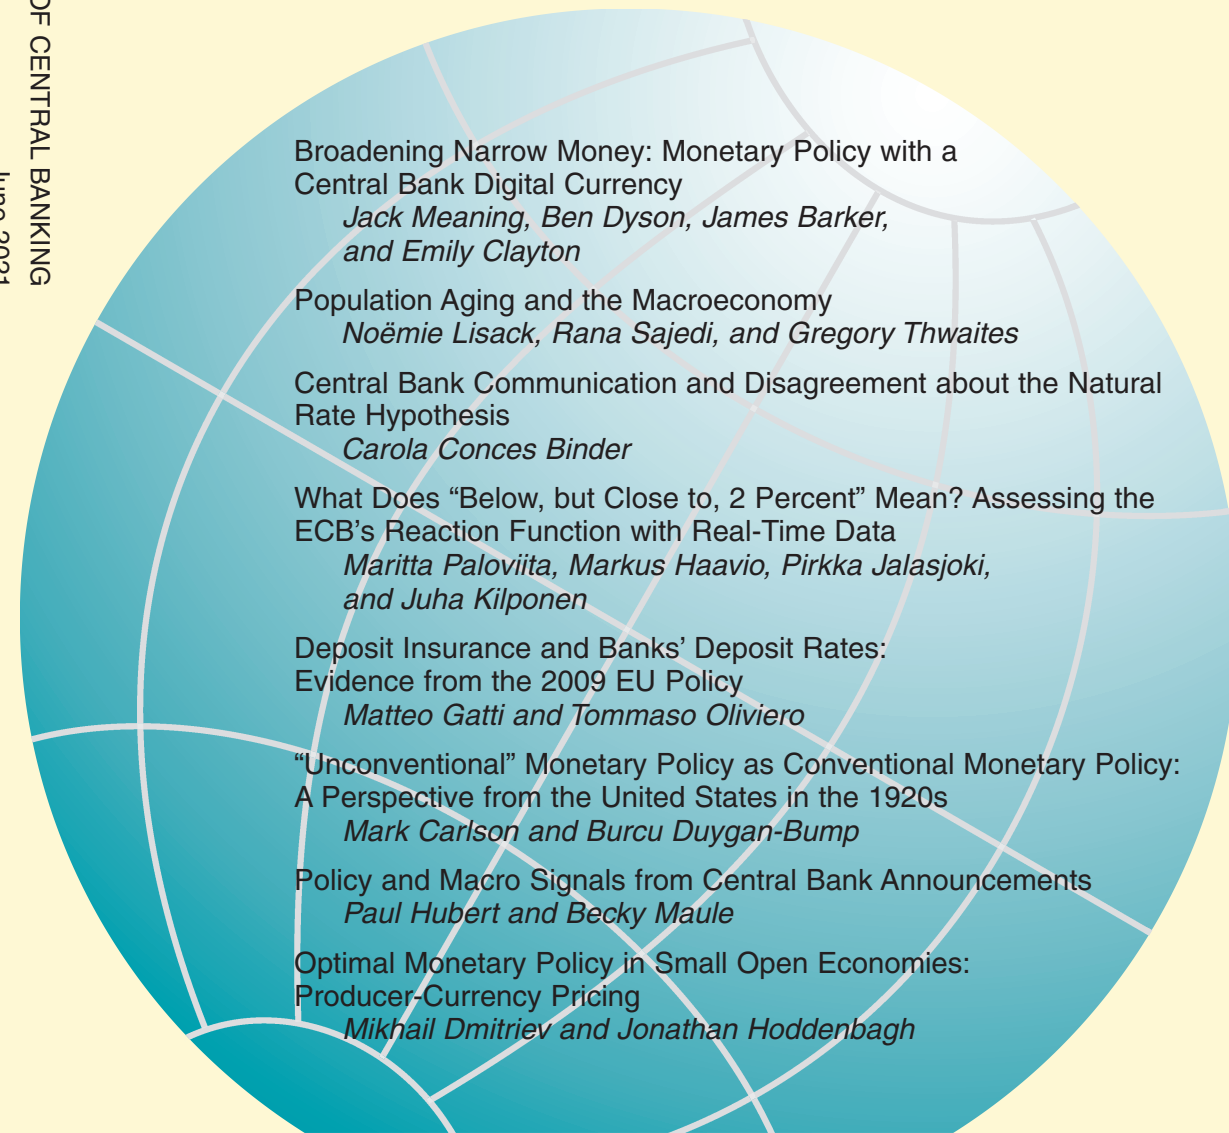 OF CENTRAL BANKING
June 2021
Broadening Narrow Money: Monetary Policy with a
Central Bank Digital Currency
Jack Meaning, Ben Dyson, James Barker,
and Emily Clayton
Population Aging and the Macroeconomy
Noëmie Lisack, Rana Sajedi, and Gregory Thwaites
Central Bank Communication and Disagreement about the Natural
Rate Hypothesis
Carola Conces Binder
What Does “Below, but Close to, 2 Percent” Mean? Assessing the
ECB’s Reaction Function with Real-Time Data
Maritta Paloviita, Markus Haavio, Pirkka Jalasjoki,
and Juha Kilponen
Deposit Insurance and Banks’ Deposit Rates:
Evidence from the 2009 EU Policy
Matteo Gatti and Tommaso Oliviero
“Unconventional” Monetary Policy as Conventional Monetary Policy:
A Perspective from the United States in the 1920s
Mark Carlson and Burcu Duygan-Bump
Policy and Macro Signals from Central Bank Announcements
Paul Hubert and Becky Maule
Optimal Monetary Policy in Small Open Economies:
Producer-Currency Pricing
Mikhail Dmitriev and Jonathan Hoddenbagh